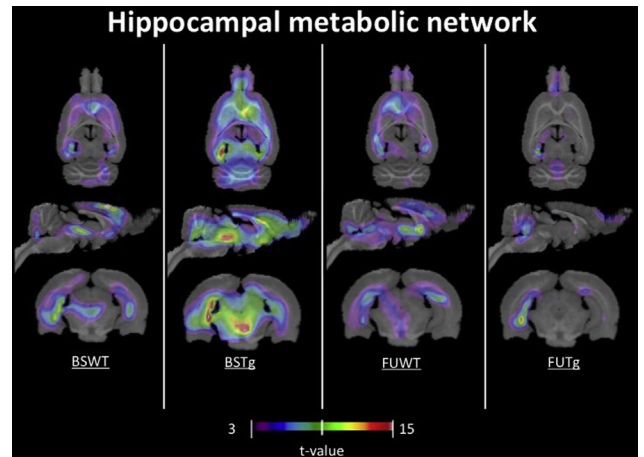 Hippocampal metabolic network
BSWT
BSTg
FUWT
FUTg
3
15
t-value